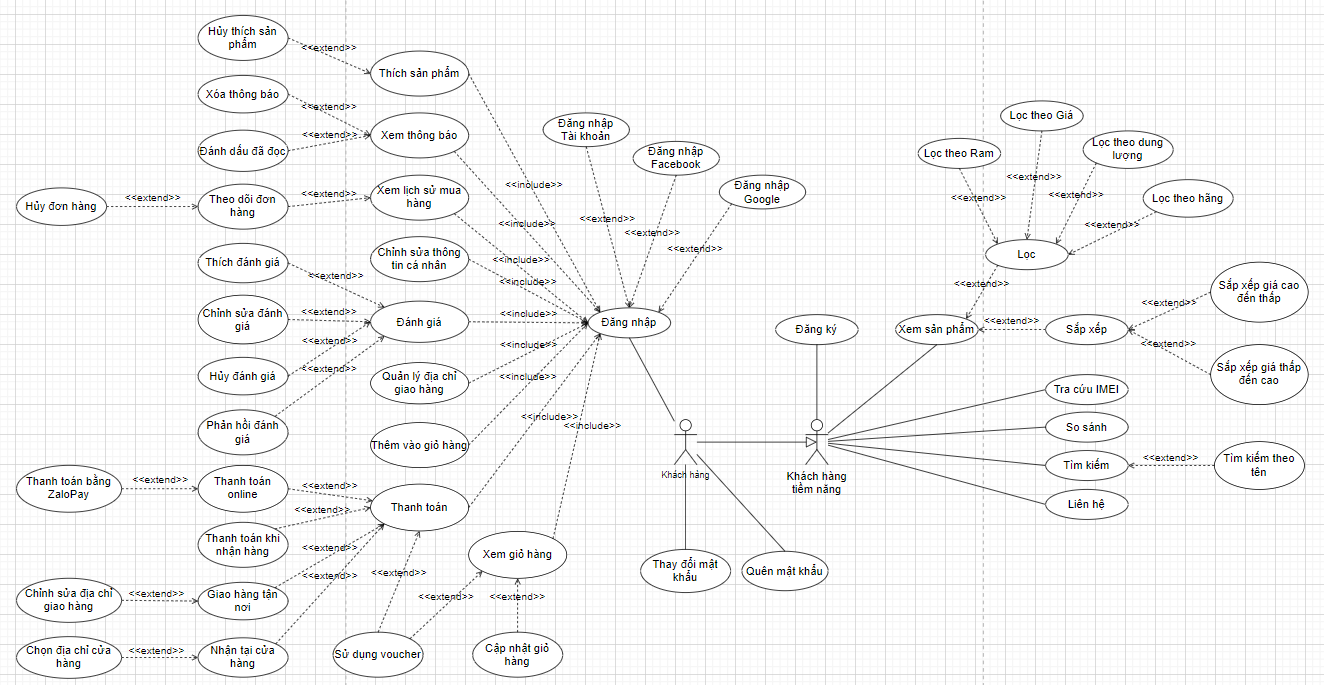 Hủy thích sản
phẩm
<<extend>>
Thích sản phẩm
Xóa thông báo
<<extend>>
Đánh dấu đã đọc
<<extend>>
Xem thông báo
Hủy đơn hàng
<<extend>>
Theo dõi đơn
hàng
<<extend>>
Xem lịch sử mua
hàng
Chỉnh sửa thông
tin cá nhân
Thích đánh giá
<<extend>>
Chỉnh sửa đánh
giá
<<extend>>
Hủy đánh giá
<<extend>>
Phản hồi đánh
giá
<<extend>>
Đánh giá
Quản lý địa chỉ
giao hàng
Thêm vào giỏ hàng
<<include>>
<<include>>
<<include>>
<<include>>
<<include>>
<<include>>
<<include>>
<<include>>
<<include>>
Đăng nhập
Tài khoản
Đăng nhập
Facebook
Đăng nhập
Google
<<extend>>
<<extend>>
<<extend>>
Đăng nhập
Thanh toán bằng
ZaloPay
<<extend>>
Thanh toán
online
<<extend>>
Thanh toán khi
nhận hàng
<<extend>>
Thanh toán
Chỉnh sửa địa chỉ
giao hàng
<<extend>>
Giao hàng tận
nơi
<<extend>>
Chọn địa chỉ cửa
hàng
<<extend>>
Nhận tại cửa
hàng
<<extend>>
<<extend>>
Sử dụng voucher
<<extend>>
Xem giỏ hàng
<<extend>>
Cập nhật giỏ
hàng
Khách hàng
Thay đổi mật
khẩu
Quên mật khẩu
Đăng ký
Khách hàng
tiềm năng
Lọc theo Ram
Lọc theo Giá
Lọc theo dung
lượng
Lọc theo hãng
<<extend>>
<<extend>>
<<extend>>
<<extend>>
Lọc
<<extend>>
Xem sản phẩm
<<extend>>
Sắp xếp
<<extend>>
Sắp xếp giá cao
đến thấp
<<extend>>
Sắp xếp giá thấp
đến cao
Tra cứu IMEI
So sánh
Tìm kiếm
<<extend>>
Tìm kiếm theo
tên
Liên hệ